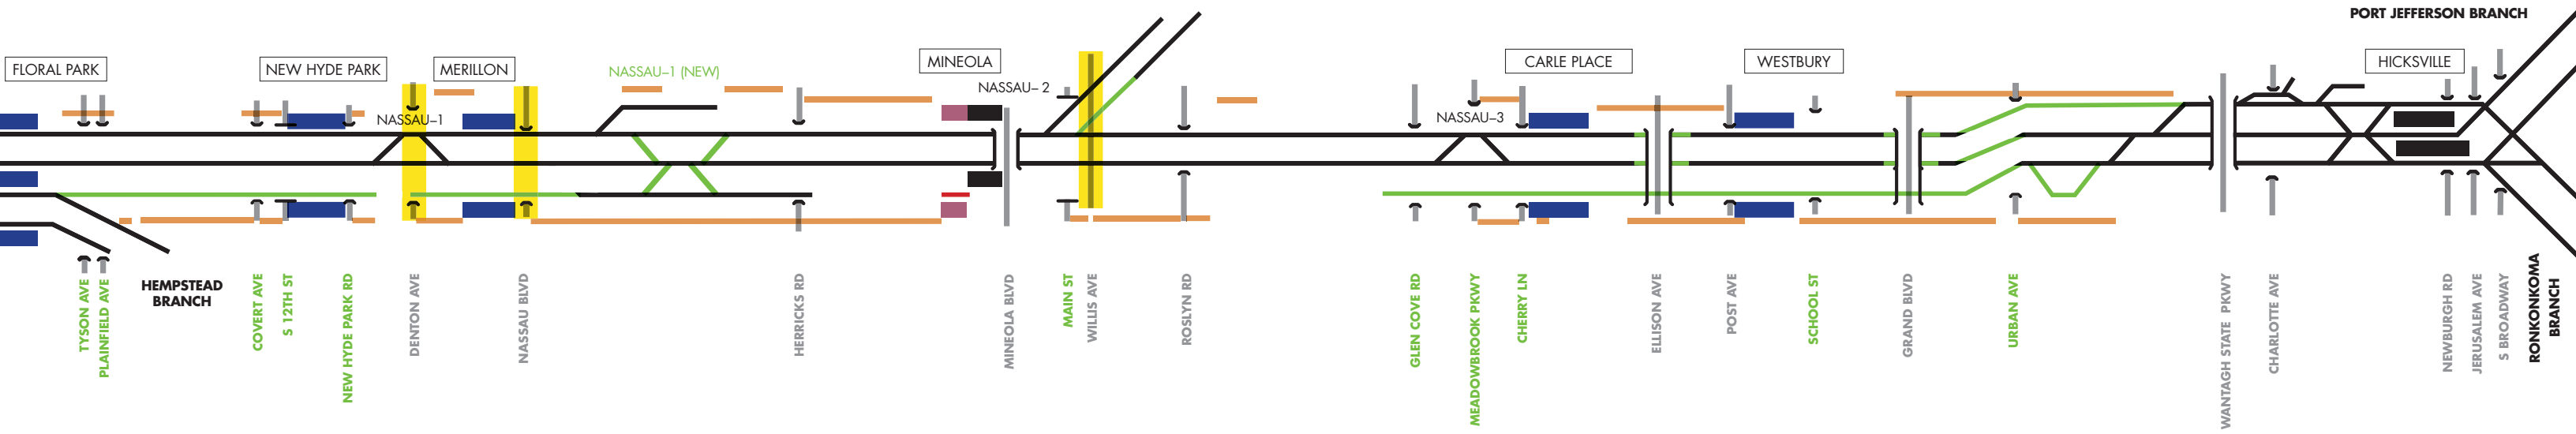 PORT JEFFERSON BRANCH
FLORAL PARK
NEW HYDE PARK
MERILLON
NASSAU–1 (NEW)
MINEOLA
CARLE PLACE
WESTBURY
HICKSVILLE
NASSAU– 2
NASSAU–1
NASSAU–3
TYSON AVE
PLAINFIELD AVE
HEMPSTEAD
BRANCH
COVERT AVE
S 12TH ST
NEW HYDE PARK RD
DENTON AVE
NASSAU BLVD
HERRICKS RD
MINEOLA BLVD
MAIN ST
WILLIS AVE
ROSLYN RD
GLEN COVE RD
MEADOWBROOK PKWY
CHERRY LN
ELLISON AVE
POST AVE
SCHOOL ST
GRAND BLVD
URBAN AVE
WANTAGH STATE PKWY
CHARLOTTE AVE
NEWBURGH RD
JERUSALEM AVE
S BROADWAY
RONKONKOMA
BRANCH